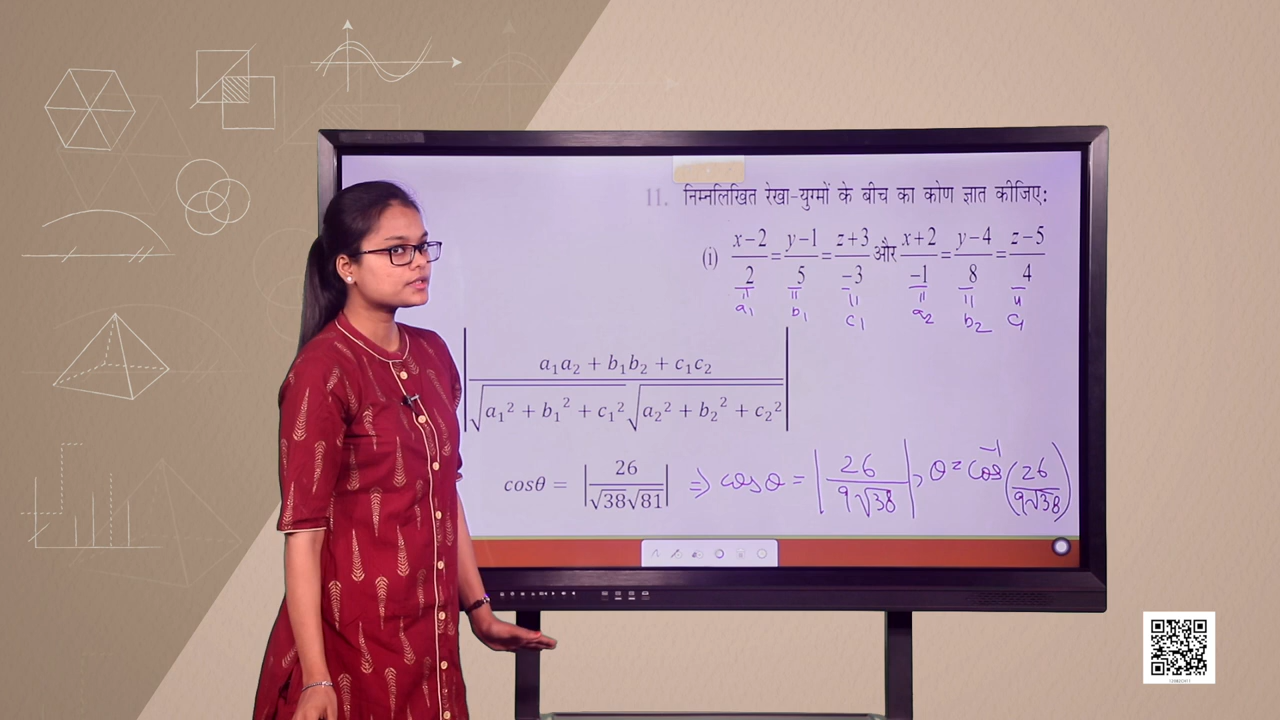 11. निम्नलिखित रेखा-युग्मों के बीच का कोण ज्ञात कीजिए:
(i) x−2/2 = y−1/5 = z+3/−3 और x+2/−1 = y−4/8 = z−5/4
a₁ b₁ c₁ a₂ b₂ c₁
|a₁a₂ + b₁b₂ + c₁c₂ / √(a₁² + b₁² + c₁²) √(a₂² + b₂² + c₂²)|
cosθ = |26/√38√81| ⇒ cosθ = |26/9√38|, θ = cos⁻¹(26/9√38)